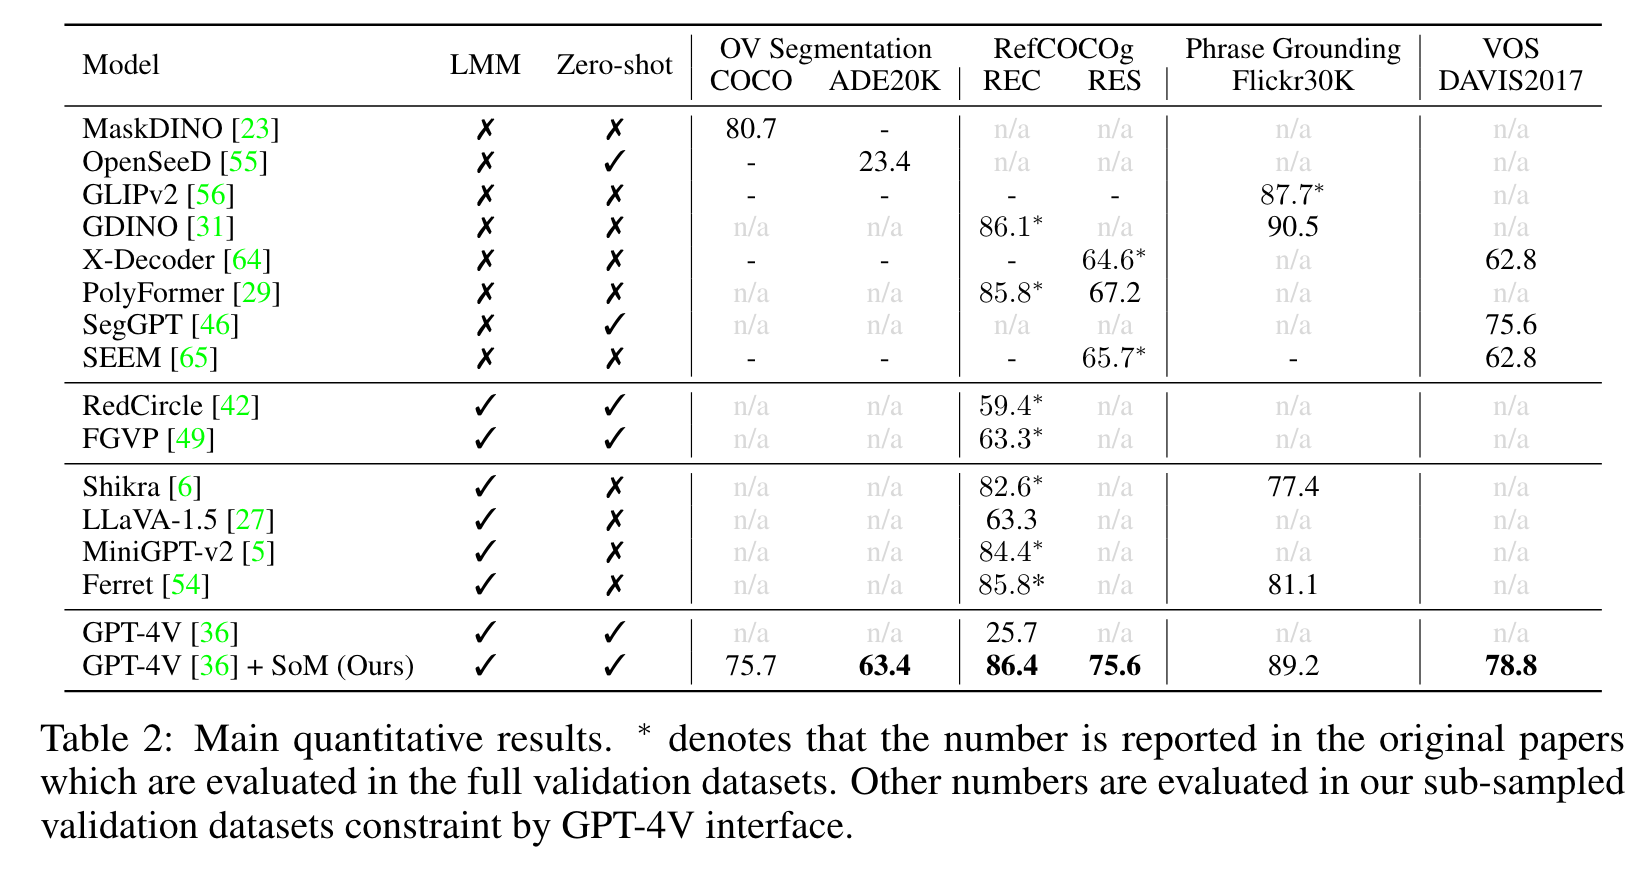 Model LMM Zero-shot OV Segmentation RefCOCOg Phrase Grounding VOS
COCO ADE20K REC RES Flickr30K DAVIS2017
MaskDINO [23] ✗ ✗ 80.7 - n/a n/a n/a n/a
OpenSeeD [55] ✗ ✓ - 23.4 n/a n/a n/a n/a
GLIPv2 [56] ✗ ✗ - - - - 87.7* n/a
GDINO [31] ✗ ✗ n/a n/a 86.1* n/a 90.5 n/a
X-Decoder [64] ✗ ✗ - - - 64.6* n/a 62.8
PolyFormer [29] ✗ ✗ n/a n/a 85.8* 67.2 n/a n/a
SegGPT [46] ✗ ✓ n/a n/a n/a n/a n/a 75.6
SEEM [65] ✗ ✗ - - - 65.7* - 62.8
RedCircle [42] ✓ ✓ n/a n/a 59.4* n/a n/a n/a
FGVP [49] ✓ ✓ n/a n/a 63.3* n/a n/a n/a
Shikra [6] ✓ ✗ n/a n/a 82.6* n/a 77.4 n/a
LLaVA-1.5 [27] ✓ ✗ n/a n/a 63.3 n/a n/a n/a
MiniGPT-v2 [5] ✓ ✗ n/a n/a 84.4* n/a n/a n/a
Ferret [54] ✓ ✗ n/a n/a 85.8* n/a 81.1 n/a
GPT-4V [36] ✓ ✓ n/a n/a 25.7 n/a n/a n/a
GPT-4V [36] + SoM (Ours) ✓ ✓ 75.7 63.4 86.4 75.6 89.2 78.8
Table 2: Main quantitative results. * denotes that the number is reported in the original papers
which are evaluated in the full validation datasets. Other numbers are evaluated in our sub-sampled
validation datasets constraint by GPT-4V interface.